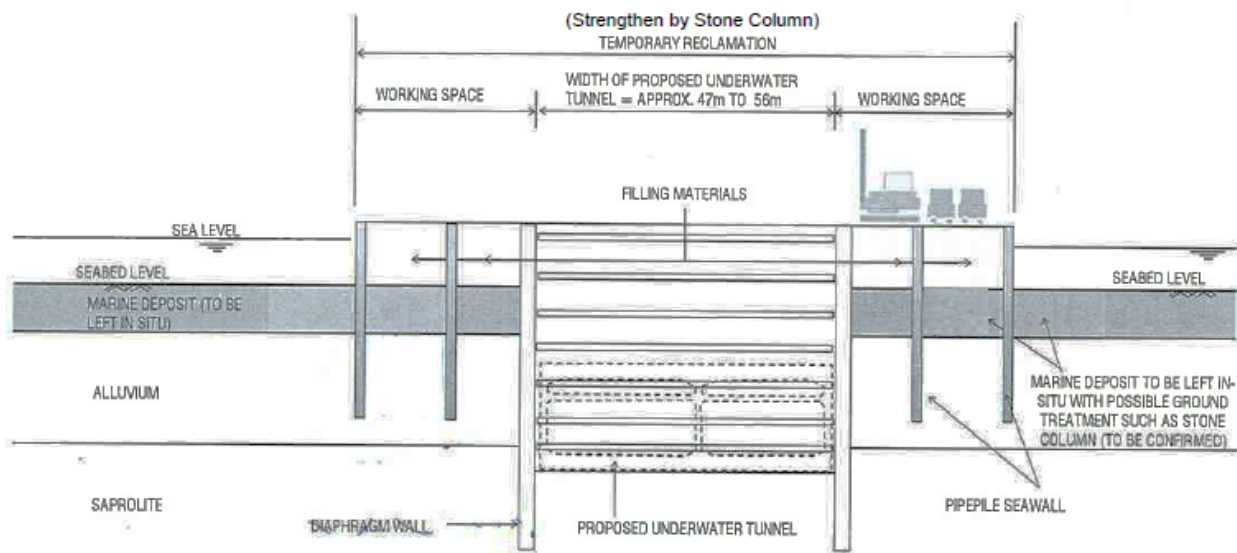 (Strengthen by Stone Column)
TEMPORARY RECLAMATION
WORKING SPACE
WIDTH OF PROPOSED UNDERWATER
TUNNEL = APPROX. 47m TO 56m
WORKING SPACE
FILLING MATERIALS
SEA LEVEL
SEABED LEVEL
MARINE DEPOSIT (TO BE
LEFT IN SITU)
SEABED LEVEL
ALLUVIUM
MARINE DEPOSIT TO BE LEFT IN-
SITU WITH POSSIBLE GROUND
TREATMENT SUCH AS STONE
COLUMN (TO BE CONFIRMED)
SAPROLITE
DIAPHRAGM WALL
PROPOSED UNDERWATER TUNNEL
PIPEPILE SEAWALL